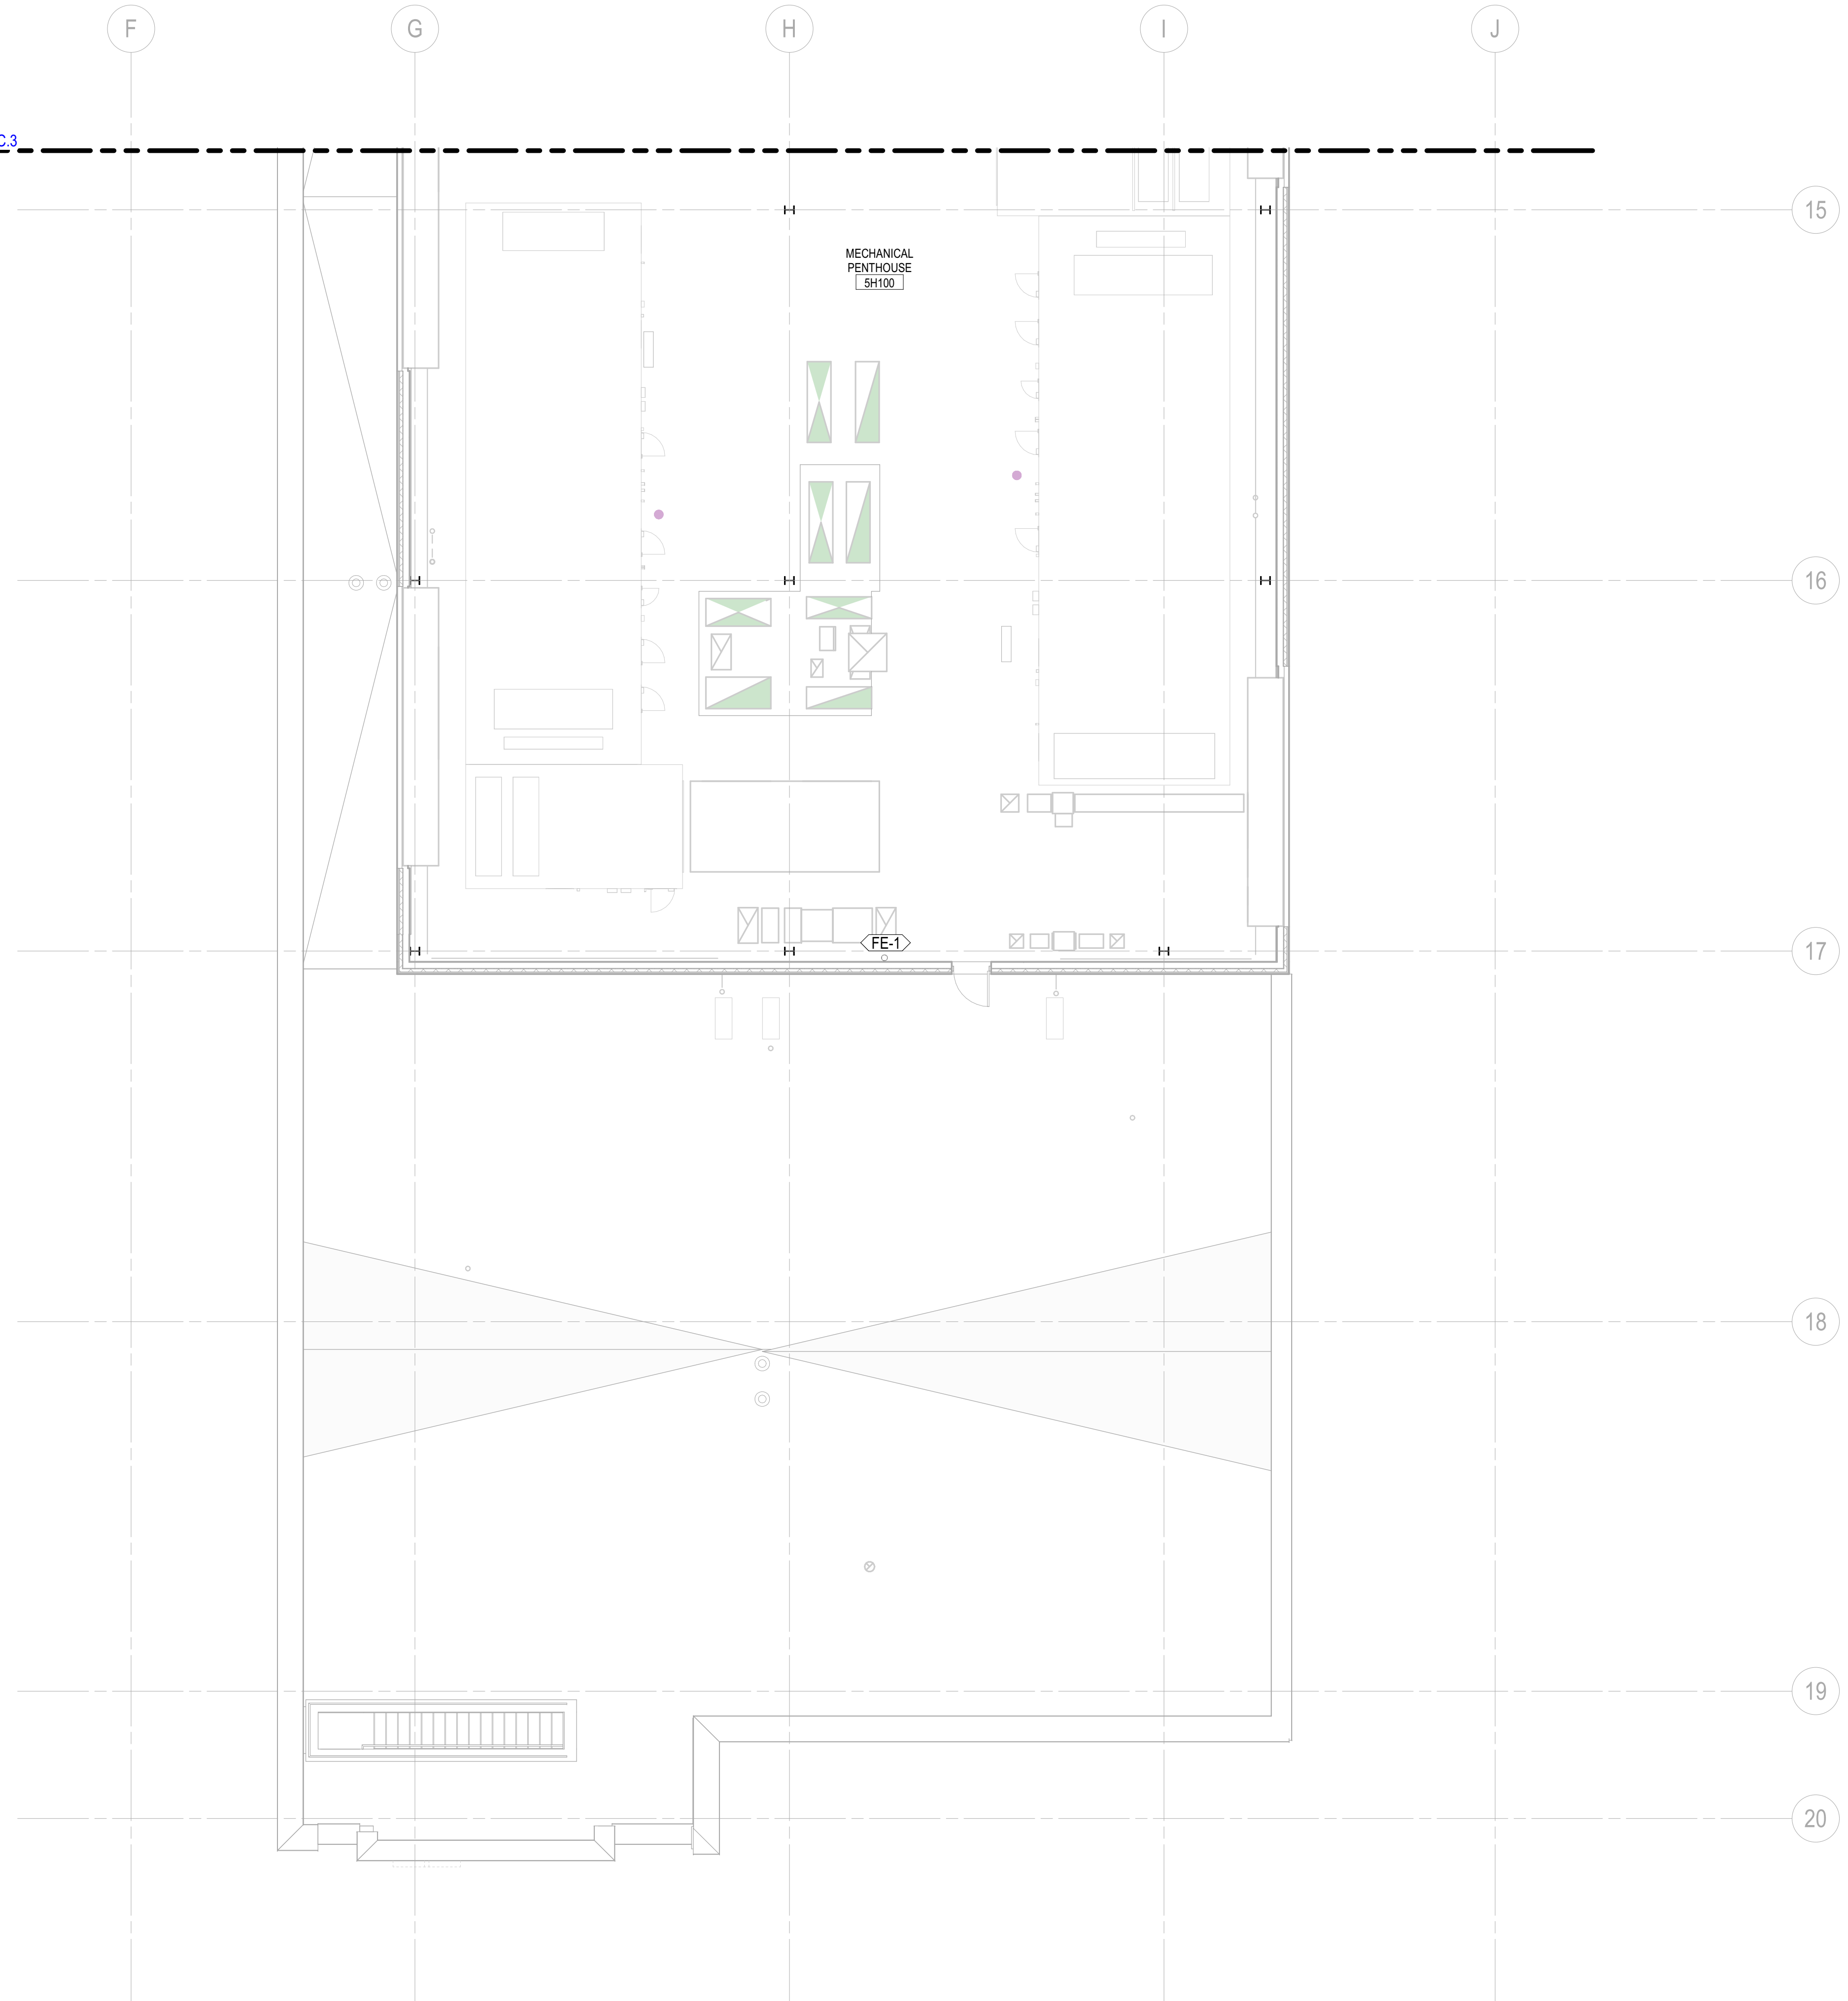 F
G
H
I
J
C.3
15
MECHANICAL
PENTHOUSE
5H100
16
FE-1
17
18
19
20